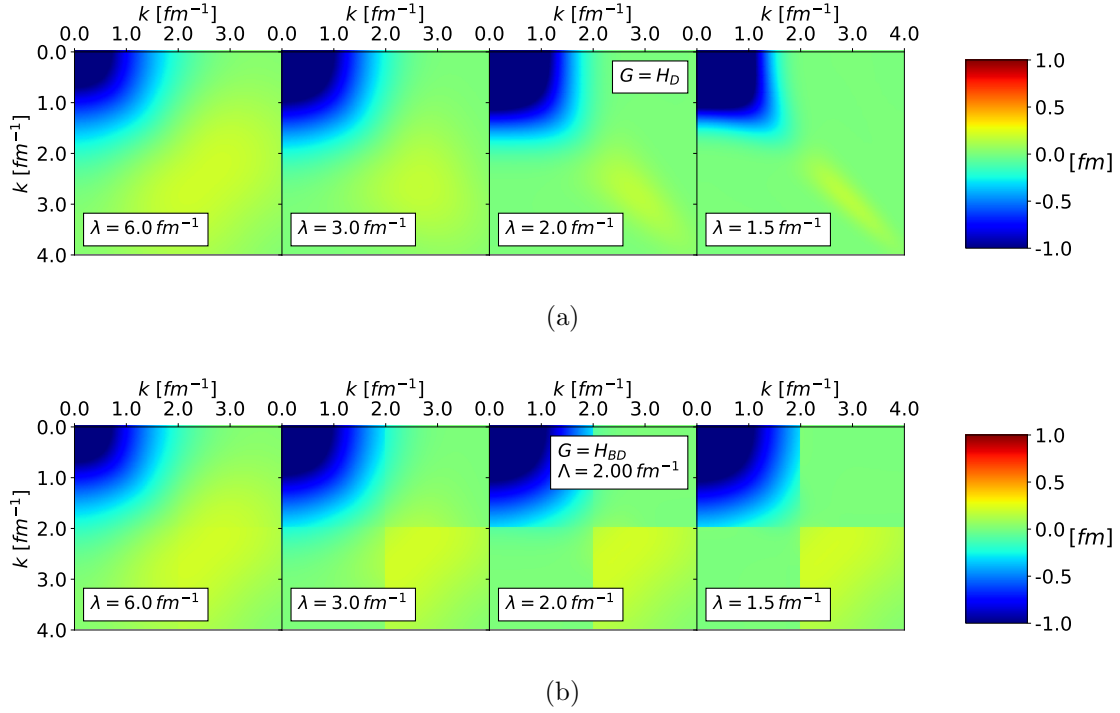 k [fm⁻¹] k [fm⁻¹] k [fm⁻¹] k [fm⁻¹]
0.0 1.0 2.0 3.0 0.0 1.0 2.0 3.0 0.0 1.0 2.0 3.0 0.0 1.0 2.0 3.0 4.0
0.0
1.0
2.0
3.0
4.0
k [fm⁻¹]
G = H_D
λ = 6.0 fm⁻¹
λ = 3.0 fm⁻¹
λ = 2.0 fm⁻¹
λ = 1.5 fm⁻¹
1.0
0.5
0.0
-0.5
-1.0
[fm]
(a)
k [fm⁻¹] k [fm⁻¹] k [fm⁻¹] k [fm⁻¹]
0.0 1.0 2.0 3.0 0.0 1.0 2.0 3.0 0.0 1.0 2.0 3.0 0.0 1.0 2.0 3.0 4.0
0.0
1.0
2.0
3.0
4.0
k [fm⁻¹]
G = H_BD
Λ = 2.00 fm⁻¹
λ = 6.0 fm⁻¹
λ = 3.0 fm⁻¹
λ = 2.0 fm⁻¹
λ = 1.5 fm⁻¹
1.0
0.5
0.0
-0.5
-1.0
[fm]
(b)